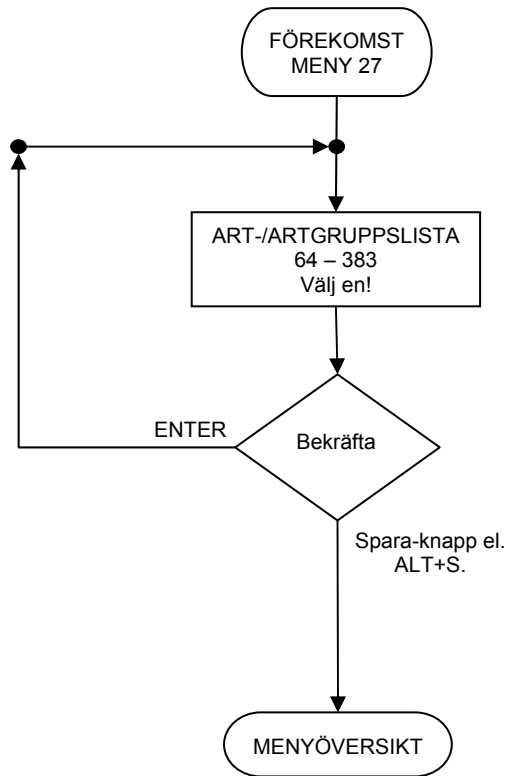 FÖREKOMST
MENY 27
ART-/ARTGRUPPSLISTA
64 – 383
Välj en!
ENTER
Bekräfta
Spara-knapp el.
ALT+S.
MENYÖVERSIKT